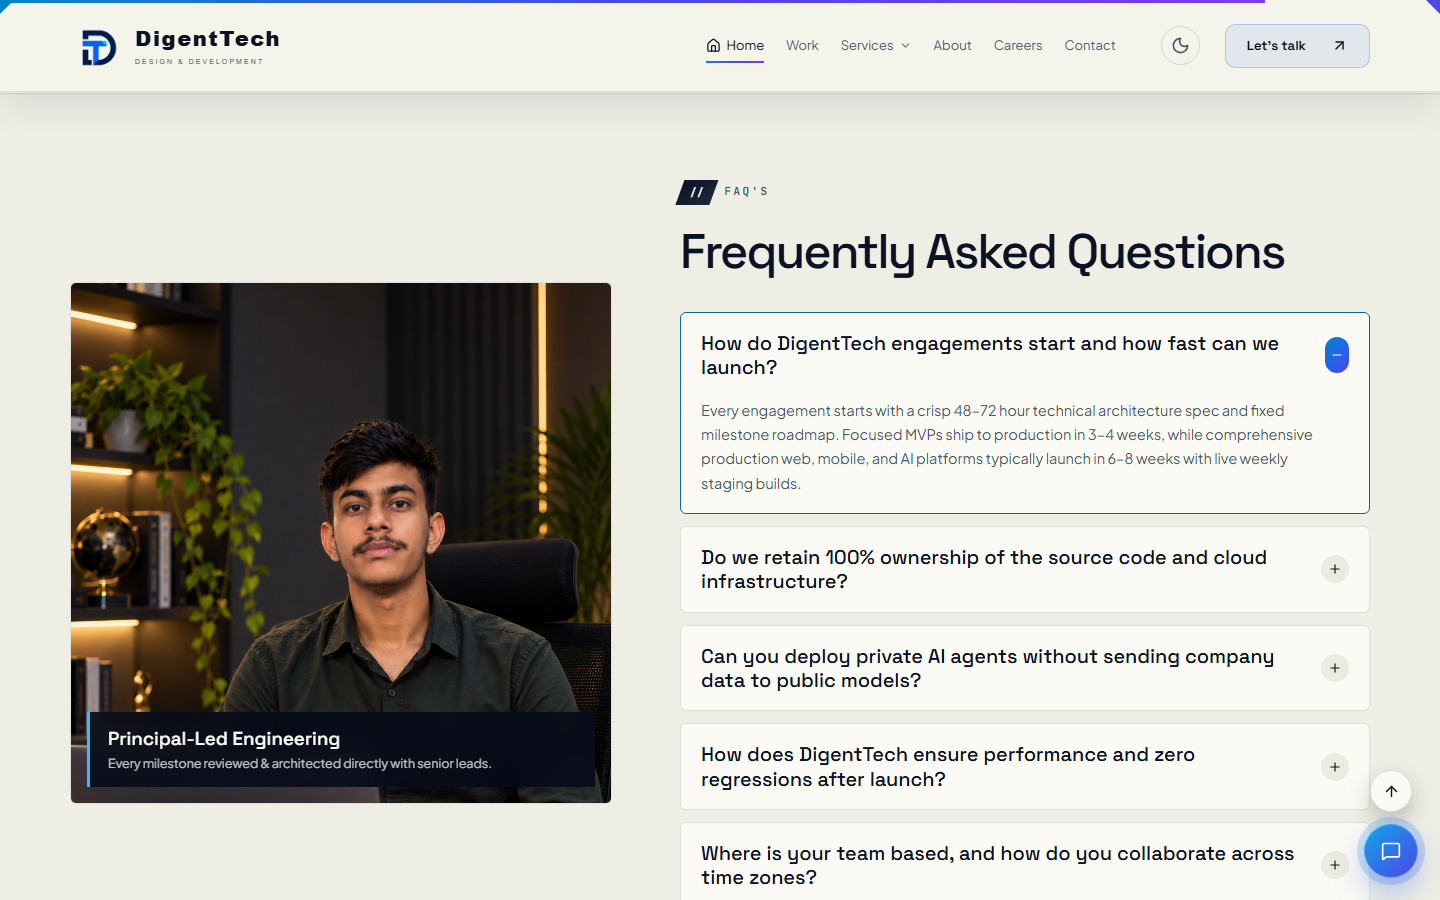 DigentTech
DESIGN & DEVELOPMENT
Home
Work
Services
About
Careers
Contact
Let's talk
// FAQ'S
Frequently Asked Questions
How do DigentTech engagements start and how fast can we
launch?
Every engagement starts with a crisp 48–72 hour technical architecture spec and fixed
milestone roadmap. Focused MVPs ship to production in 3–4 weeks, while comprehensive
production web, mobile, and AI platforms typically launch in 6–8 weeks with live weekly
staging builds.
Do we retain 100% ownership of the source code and cloud
infrastructure?
Can you deploy private AI agents without sending company
data to public models?
How does DigentTech ensure performance and zero
regressions after launch?
Where is your team based, and how do you collaborate across
time zones?
Principal-Led Engineering
Every milestone reviewed & architected directly with senior leads.